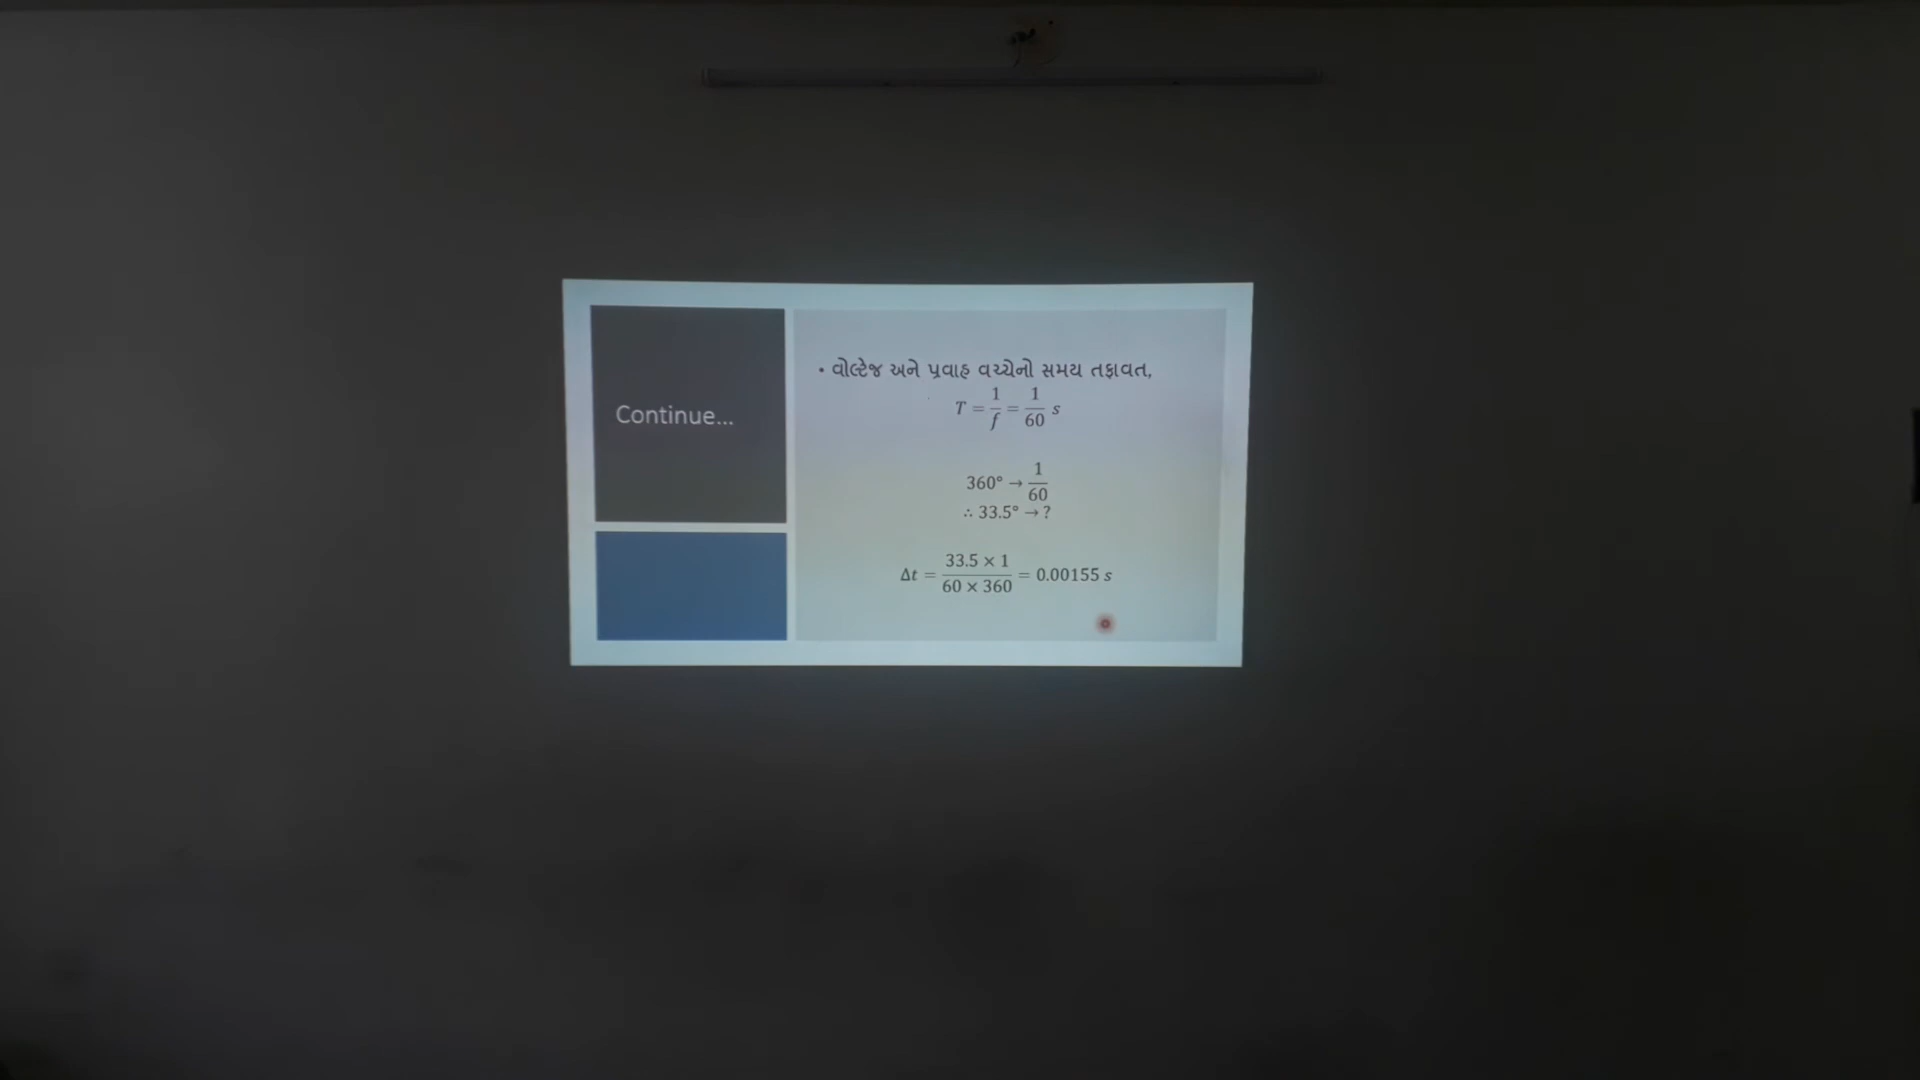 Continue...
• વોલ્ટેજ અને પ્રવાહ વચ્ચેનો સમય તફાવત,
T = 1/f = 1/60 s
360° → 1/60
∴ 33.5° → ?
Δt = 33.5 × 1 / 60 × 360 = 0.00155 s